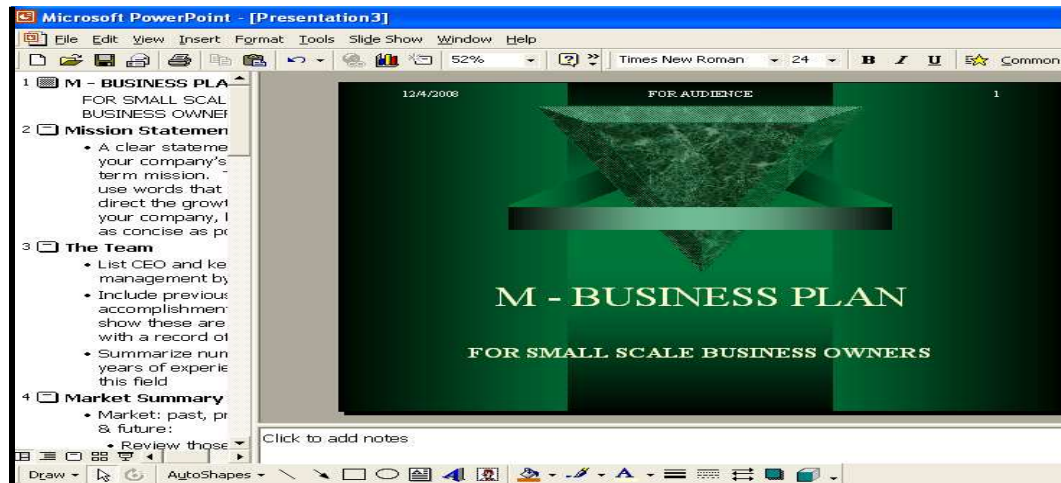 Microsoft PowerPoint - [Presentation3]
File Edit View Insert Format Tools Slide Show Window Help
52% Times New Roman 24 B I U Common
1 M - BUSINESS PLA
FOR SMALL SCAL
BUSINESS OWNER
2 Mission Statemen
• A clear stateme
your company's
term mission.
use words that
direct the growt
your company,
as concise as po
3 The Team
• List CEO and ke
management by
• Include previous
accomplishmen
show these are
with a record of
• Summarize num
years of experie
this field
4 Market Summary
• Market: past, pr
& future:
• Review those
12/4/2008 FOR AUDIENCE 1
M - BUSINESS PLAN
FOR SMALL SCALE BUSINESS OWNERS
Click to add notes
Draw AutoShapes